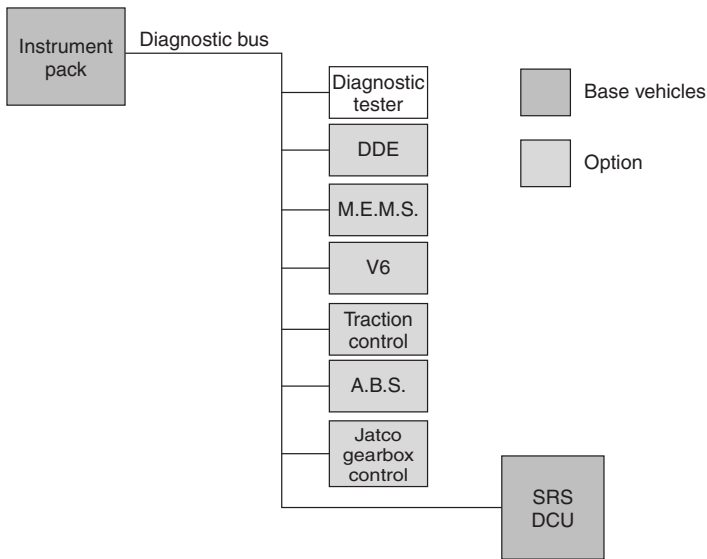 Instrument
pack
Diagnostic bus
Diagnostic
tester
Base vehicles
DDE
Option
M.E.M.S.
V6
Traction
control
A.B.S.
Jatco
gearbox
control
SRS
DCU